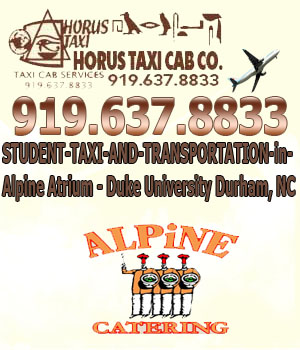 HORUS
TAXI
TAXI CAB SERVICES
919.637.8833
HORUS TAXI CAB CO.
919.637.8833
919.637.8833
STUDENT-TAXI-AND-TRANSPORTATION-in-
Alpine Atrium - Duke University Durham, NC
ALPiNE
CATERING